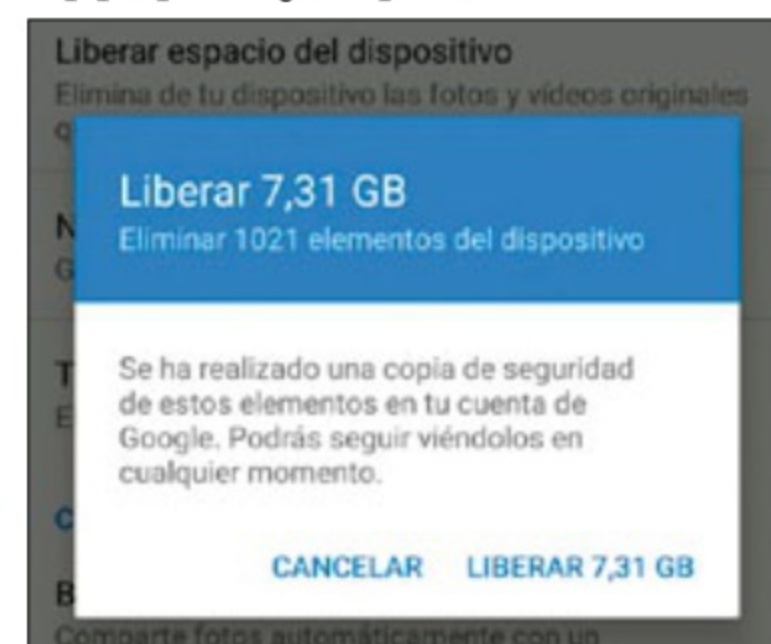 Liberar espacio del dispositivo
Elimina de tu dispositivo las fotos y vídeos originales
Liberar 7,31 GB
Eliminar 1021 elementos del dispositivo
Se ha realizado una copia de seguridad
de estos elementos en tu cuenta de
Google. Podrás seguir viéndolos en
cualquier momento.
CANCELAR LIBERAR 7,31 GB
Comparte fotos automáticamente con un